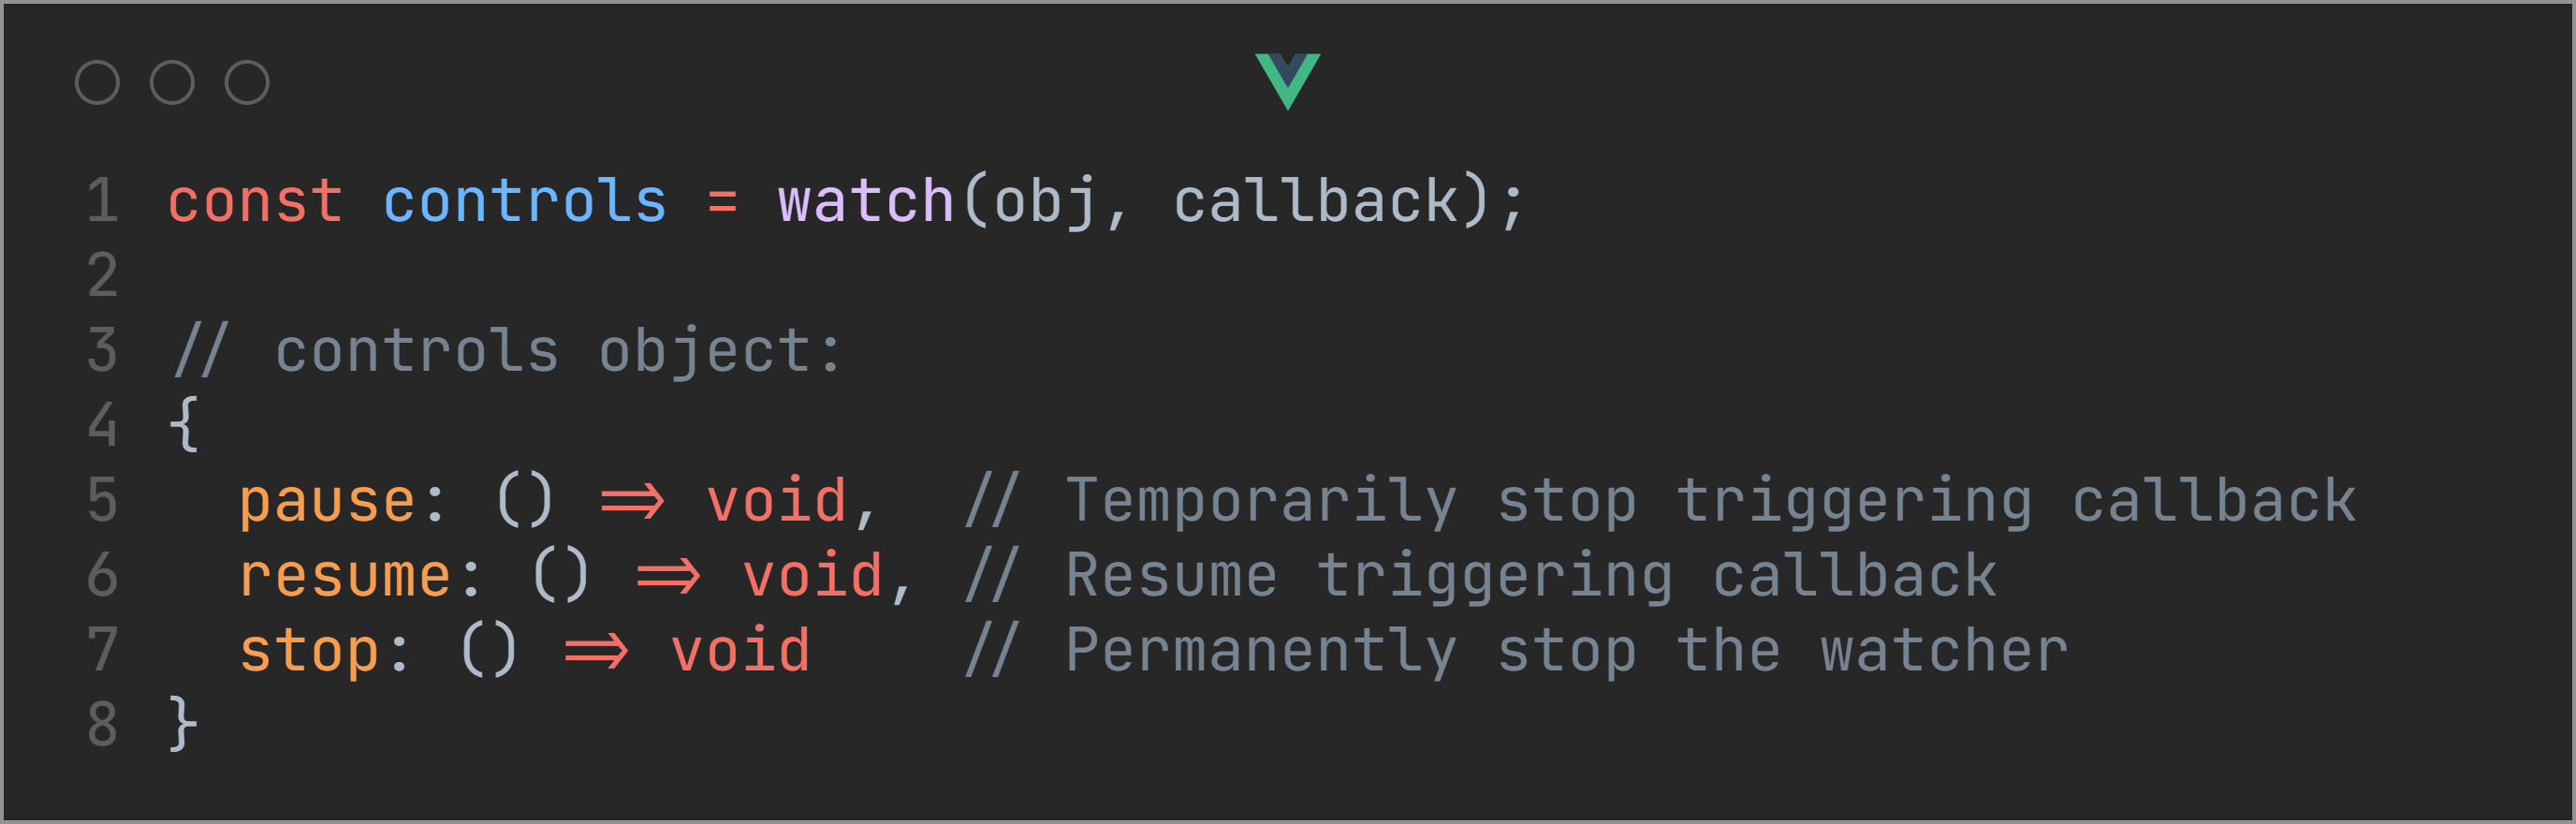 1 const controls = watch(obj, callback);
2
3 // controls object:
4 {
5   pause: () => void,   // Temporarily stop triggering callback
6   resume: () => void,  // Resume triggering callback
7   stop: () => void     // Permanently stop the watcher
8 }